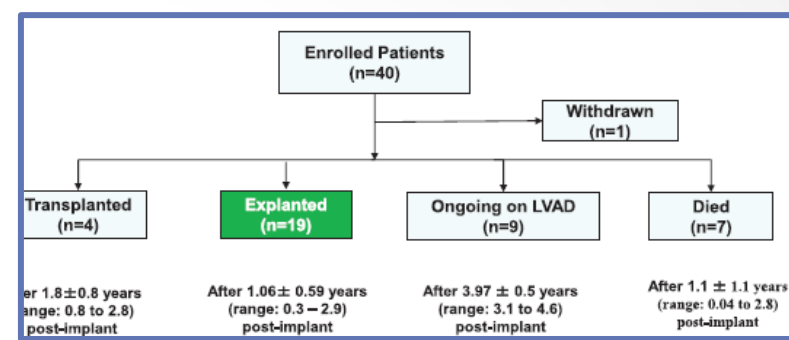 Enrolled Patients
(n=40)
Withdrawn
(n=1)
Transplanted
(n=4)
Explanted
(n=19)
Ongoing on LVAD
(n=9)
Died
(n=7)
er 1.8±0.8 years
ange: 0.8 to 2.8)
post-implant
After 1.06± 0.59 years
(range: 0.3 – 2.9)
post-implant
After 3.97 ± 0.5 years
(range: 3.1 to 4.6)
post-implant
After 1.1 ± 1.1 years
(range: 0.04 to 2.8)
post-implant